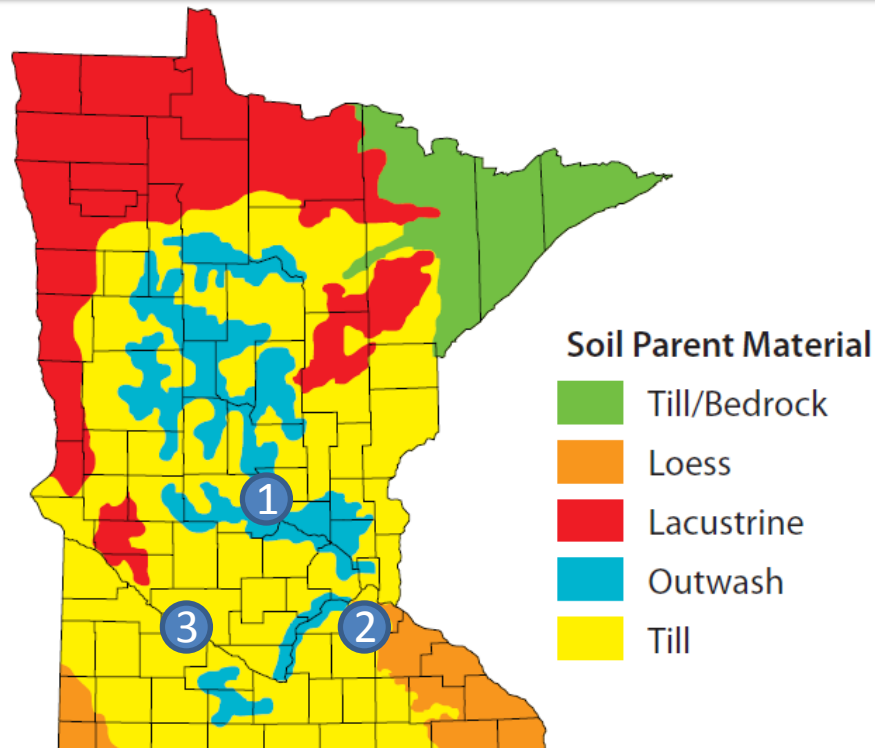 1
2
3
Soil Parent Material
Till/Bedrock
Loess
Lacustrine
Outwash
Till